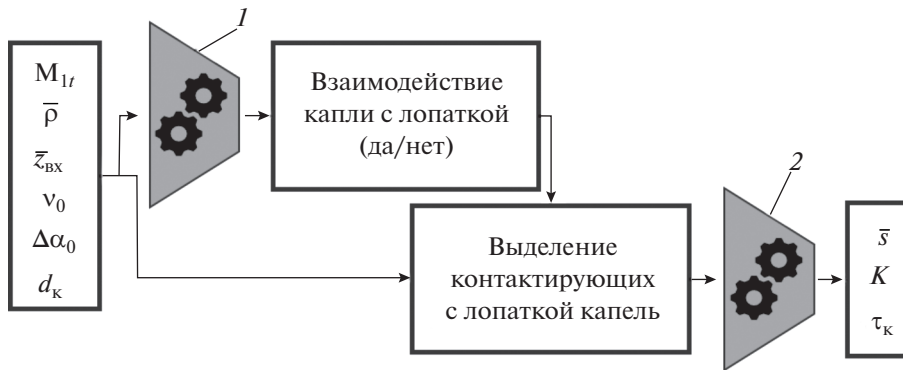 1
M₁ₜ
ρ̅
z̅вх
ν₀
Δα₀
dк
Взаимодействие
капли с лопаткой
(да/нет)
2
Выделение
контактирующих
с лопаткой капель
s̅
K
τк